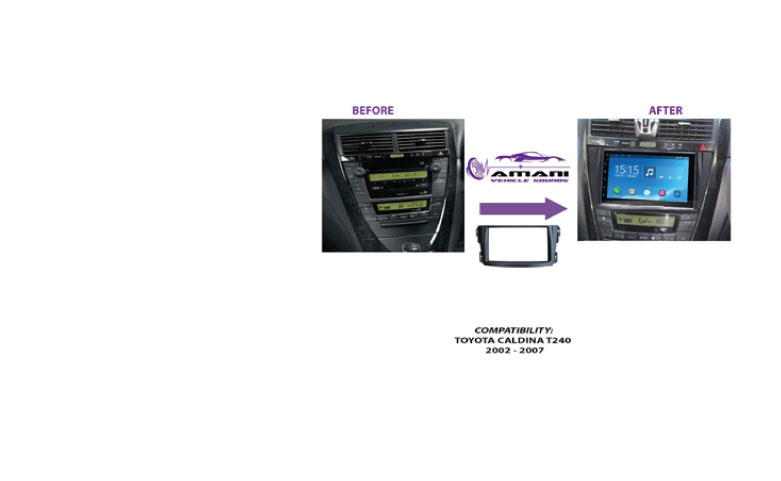 BEFORE
AFTER
AMANI
VEHICLE SOUNDS
15:15
COMPATIBILITY:
TOYOTA CALDINA T240
2002 - 2007